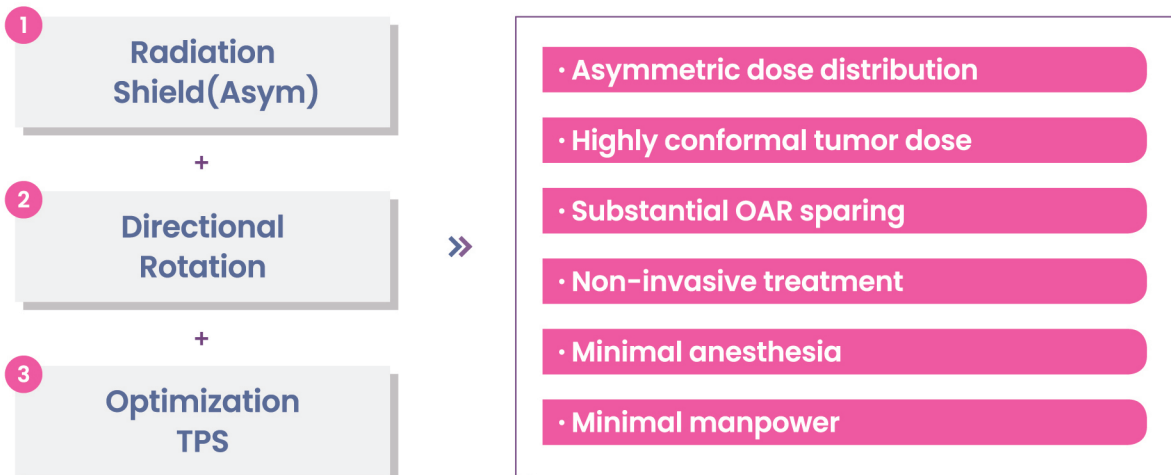 1
Radiation
Shield(Asym)
+
2
Directional
Rotation
+
3
Optimization
TPS
»
· Asymmetric dose distribution
· Highly conformal tumor dose
· Substantial OAR sparing
· Non-invasive treatment
· Minimal anesthesia
· Minimal manpower